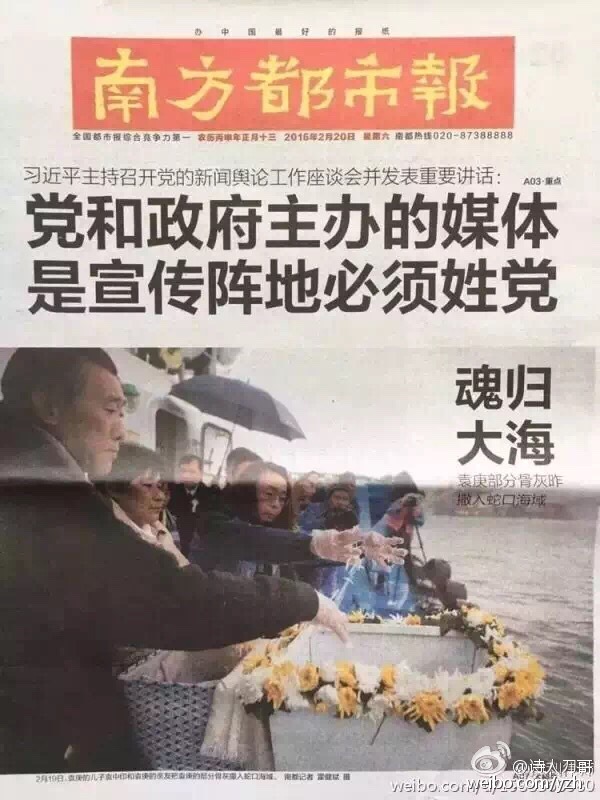 办中国最好的报纸
南方都市報
全国都市报综合竞争力第一 农历丙申年正月十三 2016年2月20日 星期六 南都热线020-87388888
习近平主持召开党的新闻舆论工作座谈会并发表重要讲话： A03·重点
党和政府主办的媒体
是宣传阵地必须姓党
魂归
大海
袁庚部分骨灰昨
撒入蛇口海域
2月19日，袁庚的儿子袁中印和袁庚的亲友把袁庚的部分骨灰撒入蛇口海域。 南都记者 霍健斌 摄
weibo.com/yzh